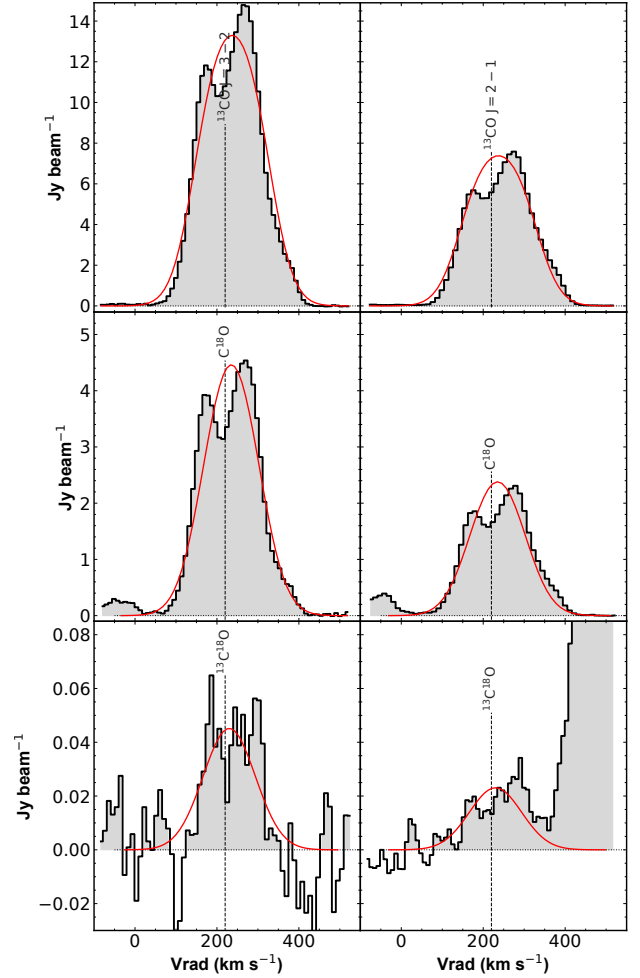 14
12
10
8
6
4
2
0
Jy beam⁻¹
¹³CO J = 3 − 2
¹³CO J = 2 − 1
5
4
3
2
1
0
Jy beam⁻¹
C¹⁸O
C¹⁸O
0.08
0.06
0.04
0.02
0.00
−0.02
Jy beam⁻¹
¹³C¹⁸O
¹³C¹⁸O
0 200 400
0 200 400
Vrad (km s⁻¹)
Vrad (km s⁻¹)